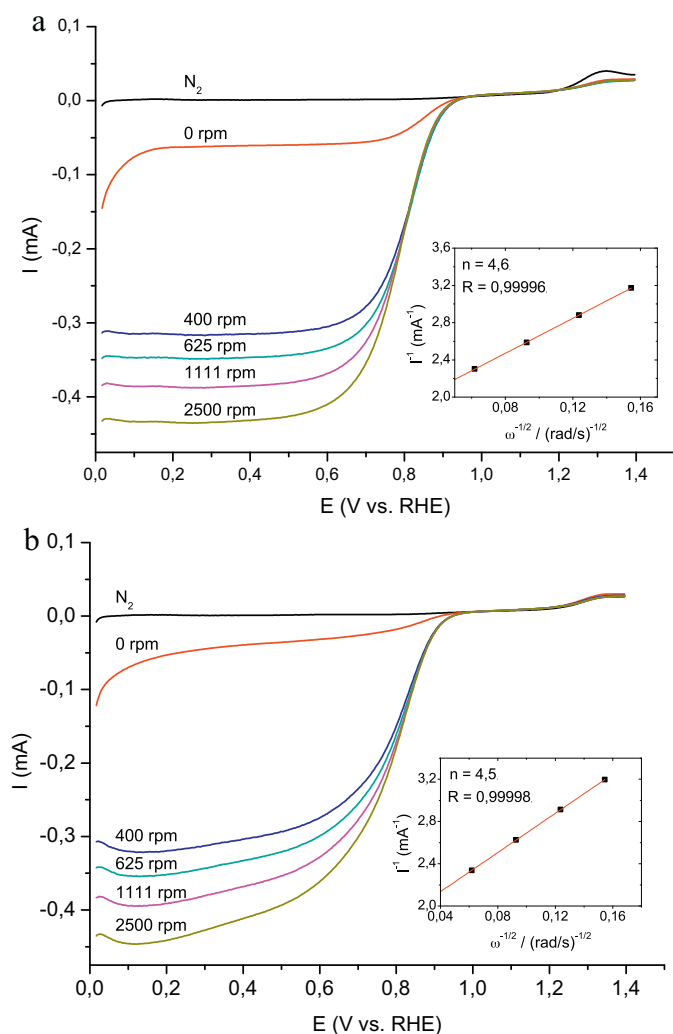 a
0,1
0,0
-0,1
-0,2
-0,3
-0,4
I (mA)
N2
0 rpm
400 rpm
625 rpm
1111 rpm
2500 rpm
0,0 0,2 0,4 0,6 0,8 1,0 1,2 1,4
E (V vs. RHE)
3,6
3,2
2,8
2,4
2,0
I-1 (mA-1)
n = 4,6
R = 0,99996
0,08 0,12 0,16
ω-1/2 / (rad/s)-1/2
b
0,1
0,0
-0,1
-0,2
-0,3
-0,4
I (mA)
N2
0 rpm
400 rpm
625 rpm
1111 rpm
2500 rpm
0,0 0,2 0,4 0,6 0,8 1,0 1,2 1,4
E (V vs. RHE)
3,2
2,8
2,4
2,0
I-1 (mA-1)
n = 4,5
R = 0,99998
0,04 0,08 0,12 0,16
ω-1/2 / (rad/s)-1/2